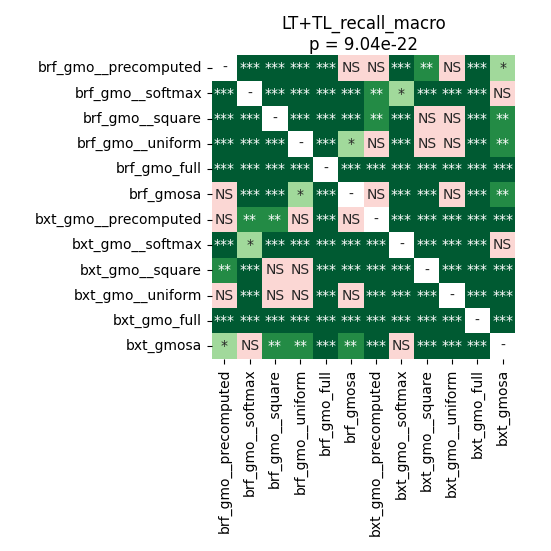 LT+TL_recall_macro
p = 9.04e-22
brf_gmo__precomputed - *** *** *** *** NS NS *** ** NS *** *
brf_gmo__softmax *** - *** *** *** *** ** * *** *** *** NS
brf_gmo__square *** *** - *** *** *** ** *** NS NS *** **
brf_gmo__uniform *** *** *** - *** * NS *** NS NS *** **
brf_gmo_full *** *** *** *** - *** *** *** *** *** *** ***
brf_gmosa NS *** *** * *** - NS *** *** NS *** **
bxt_gmo__precomputed NS ** ** NS *** NS - *** *** *** *** ***
bxt_gmo__softmax *** * *** *** *** *** *** - *** *** *** NS
bxt_gmo__square ** *** NS NS *** *** *** *** - *** *** ***
bxt_gmo__uniform NS *** NS NS *** NS *** *** *** - *** ***
bxt_gmo_full *** *** *** *** *** *** *** *** *** *** - ***
bxt_gmosa * NS ** ** *** ** *** NS *** *** *** -
brf_gmo__precomputed
brf_gmo__softmax
brf_gmo__square
brf_gmo__uniform
brf_gmo_full
brf_gmosa
bxt_gmo__precomputed
bxt_gmo__softmax
bxt_gmo__square
bxt_gmo__uniform
bxt_gmo_full
bxt_gmosa